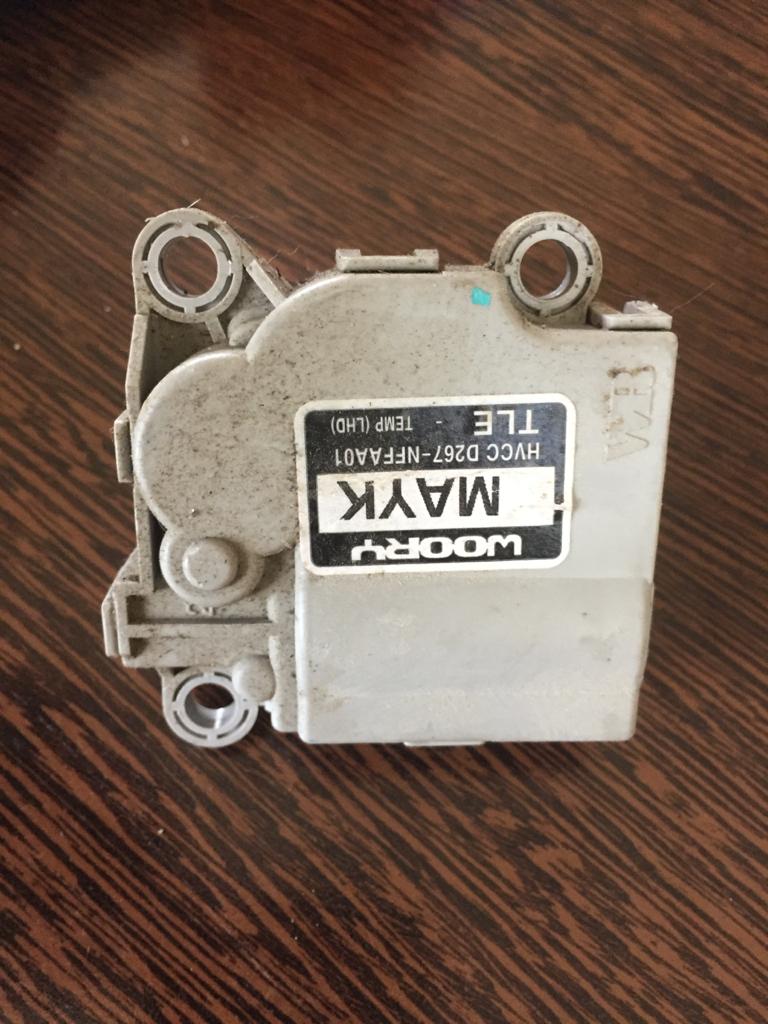 WOORY
MAYK
HVCC D267-NFFAA01
TLE - TEMP (LHD)